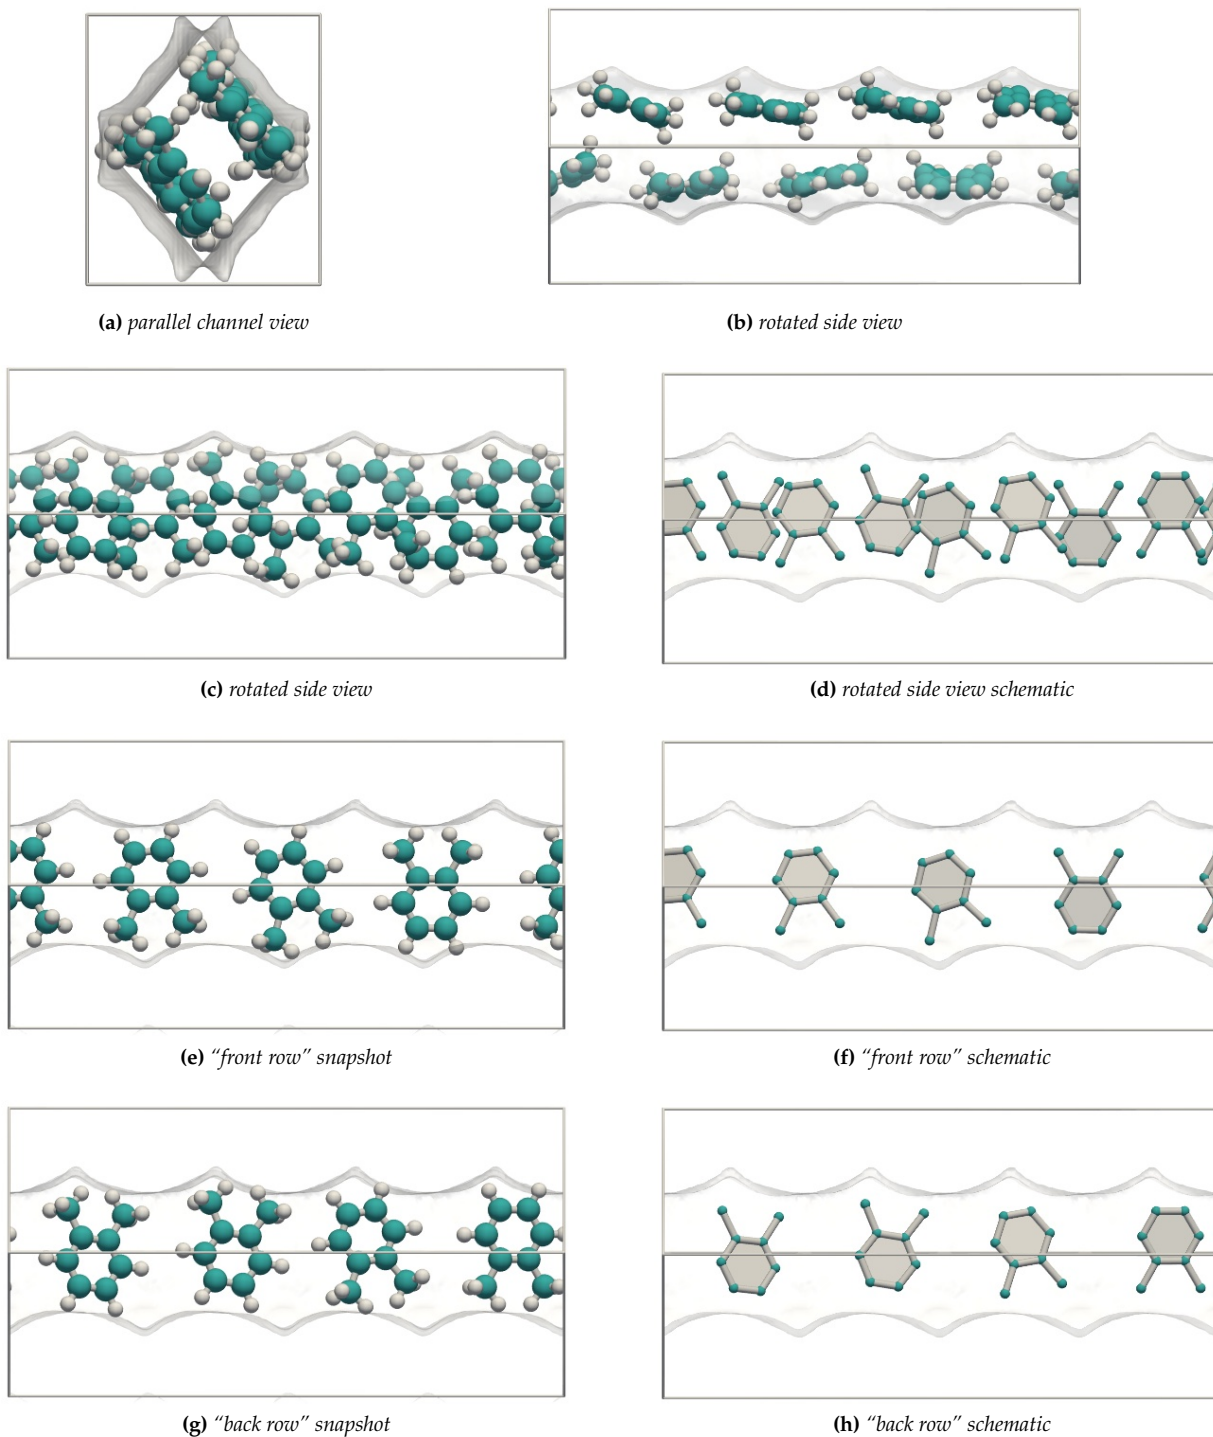 (a) parallel channel view
(b) rotated side view
(c) rotated side view
(d) rotated side view schematic
(e) “front row” snapshot
(f) “front row” schematic
(g) “back row” snapshot
(h) “back row” schematic